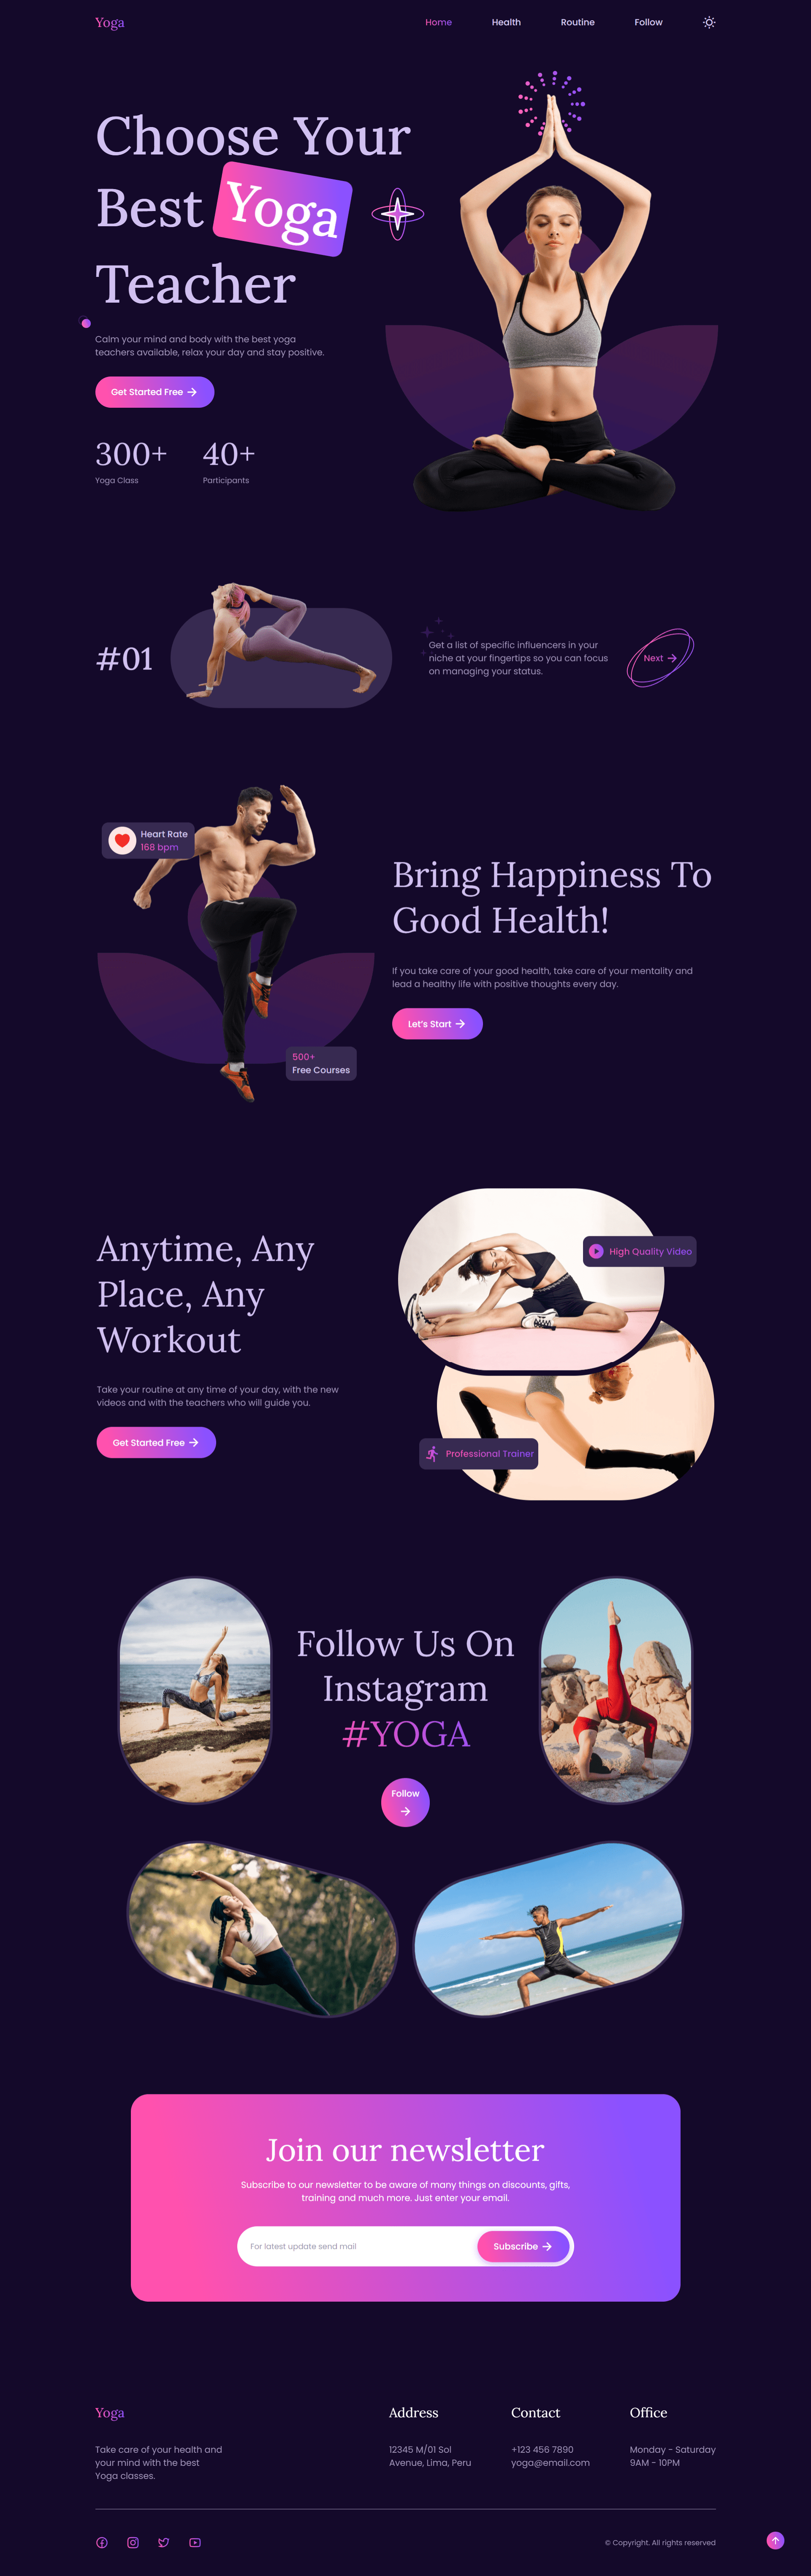 Yoga
Home
Health
Routine
Follow
Choose Your
Best Yoga
Teacher
Calm your mind and body with the best yoga
teachers available, relax your day and stay positive.
Get Started Free
300+
Yoga Class
40+
Participants
#01
Get a list of specific influencers in your
niche at your fingertips so you can focus
on managing your status.
Next
Heart Rate
168 bpm
500+
Free Courses
Bring Happiness To
Good Health!
If you take care of your good health, take care of your mentality and
lead a healthy life with positive thoughts every day.
Let's Start
Anytime, Any
Place, Any
Workout
Take your routine at any time of your day, with the new
videos and with the teachers who will guide you.
Get Started Free
High Quality Video
Professional Trainer
Follow Us On
Instagram
#YOGA
Follow
Join our newsletter
Subscribe to our newsletter to be aware of many things on discounts, gifts,
training and much more. Just enter your email.
For latest update send mail
Subscribe
Yoga
Take care of your health and
your mind with the best
Yoga classes.
Address
12345 M/01 Sol
Avenue, Lima, Peru
Contact
+123 456 7890
yoga@email.com
Office
Monday - Saturday
9AM - 10PM
© Copyright. All rights reserved